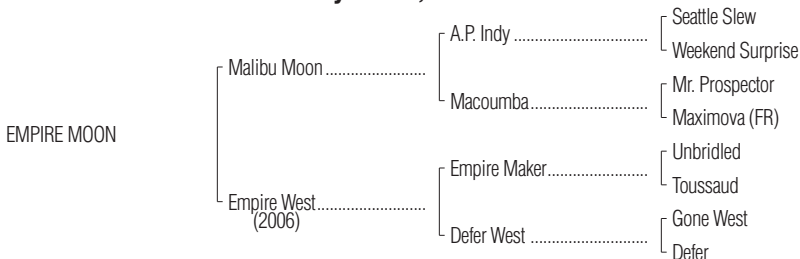 Seattle Slew
A.P. Indy
Weekend Surprise
Malibu Moon
Mr. Prospector
Macoumba
Maximova (FR)
EMPIRE MOON
Unbridled
Empire Maker
Toussaud
Empire West
(2006)
Gone West
Defer West
Defer